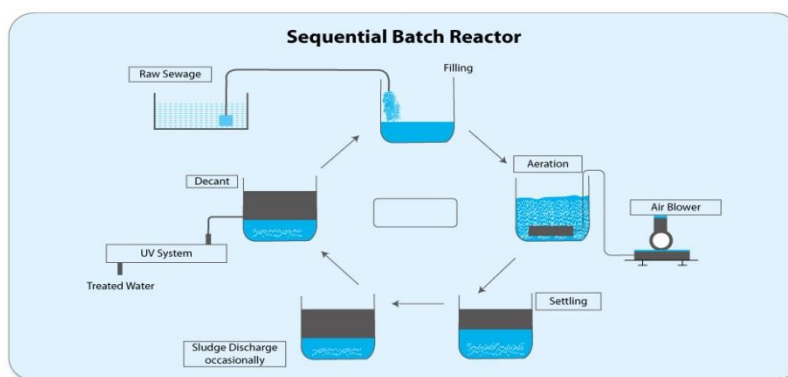 Sequential Batch Reactor
Raw Sewage
Filling
Aeration
Air Blower
Decant
UV System
Treated Water
Settling
Sludge Discharge
occasionally